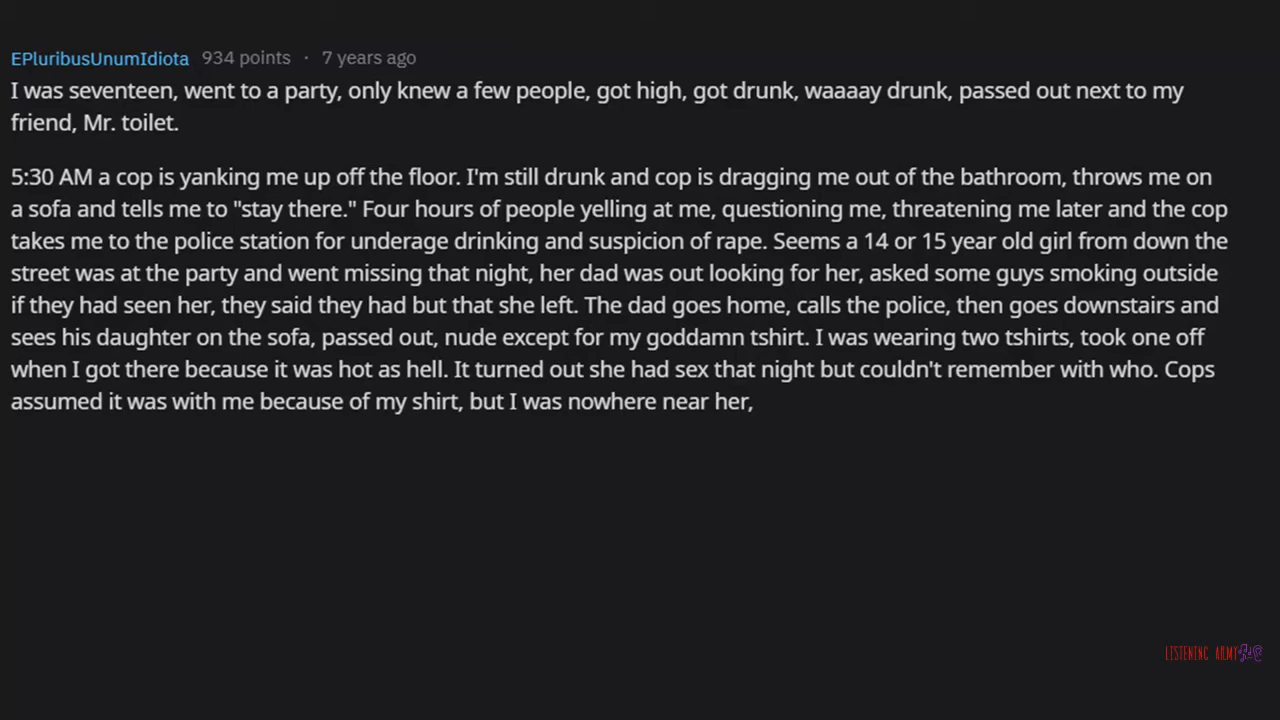 EPluribusUnumIdiota 934 points · 7 years ago
I was seventeen, went to a party, only knew a few people, got high, got drunk, waaaay drunk, passed out next to my
friend, Mr. toilet.
5:30 AM a cop is yanking me up off the floor. I'm still drunk and cop is dragging me out of the bathroom, throws me on
a sofa and tells me to "stay there." Four hours of people yelling at me, questioning me, threatening me later and the cop
takes me to the police station for underage drinking and suspicion of rape. Seems a 14 or 15 year old girl from down the
street was at the party and went missing that night, her dad was out looking for her, asked some guys smoking outside
if they had seen her, they said they had but that she left. The dad goes home, calls the police, then goes downstairs and
sees his daughter on the sofa, passed out, nude except for my goddamn tshirt. I was wearing two tshirts, took one off
when I got there because it was hot as hell. It turned out she had sex that night but couldn't remember with who. Cops
assumed it was with me because of my shirt, but I was nowhere near her,
LISTENING ARMY